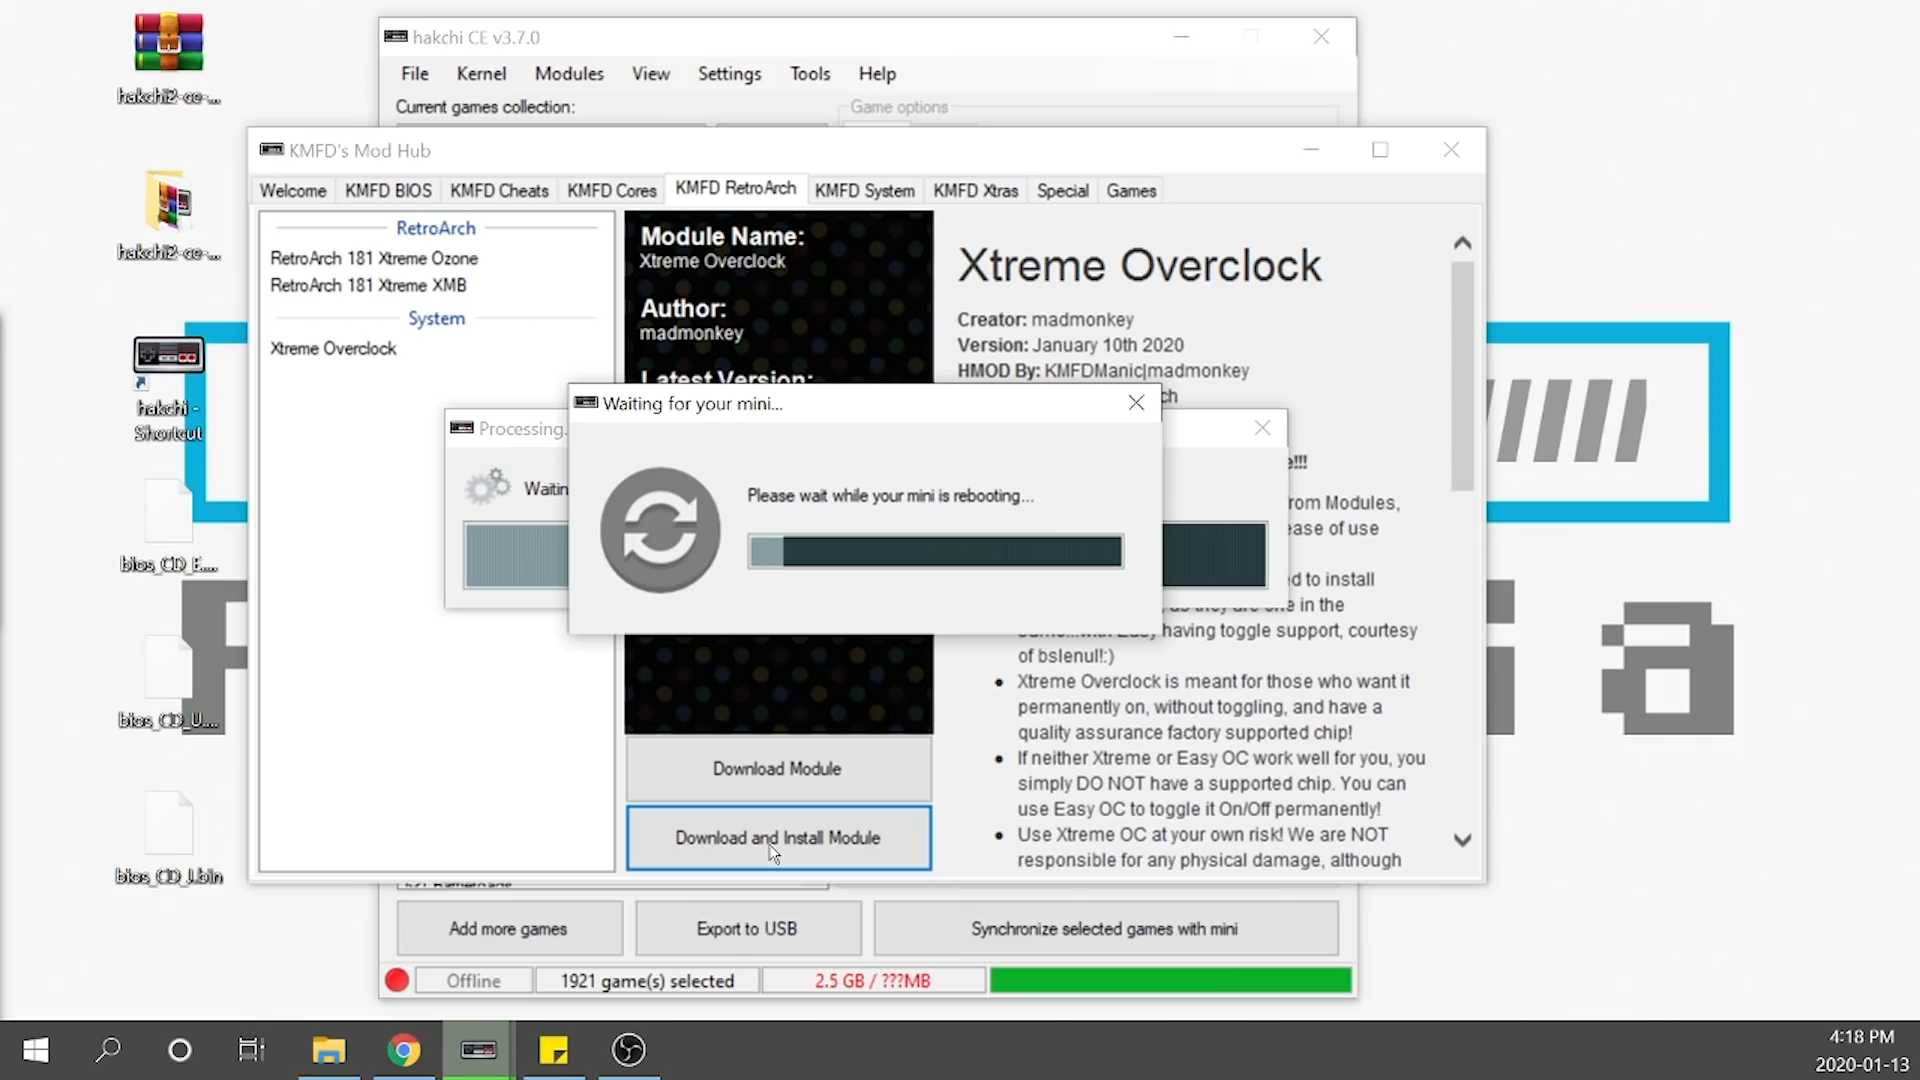 hakchi2-ce-...
hakchi2-ce-...
hakchi -
Shortcut
bios_CD_E....
bios_CD_U....
bios_CD_J.bin
hakchi CE v3.7.0
File Kernel Modules View Settings Tools Help
Current games collection:
Game options
KMFD's Mod Hub
Welcome KMFD BIOS KMFD Cheats KMFD Cores KMFD RetroArch KMFD System KMFD Xtras Special Games
RetroArch
RetroArch 181 Xtreme Ozone
RetroArch 181 Xtreme XMB
System
Xtreme Overclock
Module Name:
Xtreme Overclock
Author:
madmonkey
Latest Version:
Download Module
Download and Install Module
Xtreme Overclock
Creator: madmonkey
Version: January 10th 2020
HMOD By: KMFDManic|madmonkey
Processing.
Waitin
Waiting for your mini...
Please wait while your mini is rebooting...
!!!
rom Modules,
ease of use
ed to install
as they are one in the
having toggle support, courtesy
of bslenul!:)
Xtreme Overclock is meant for those who want it
permanently on, without toggling, and have a
quality assurance factory supported chip!
If neither Xtreme or Easy OC work well for you, you
simply DO NOT have a supported chip. You can
use Easy OC to toggle it On/Off permanently!
Use Xtreme OC at your own risk! We are NOT
responsible for any physical damage, although
Add more games
Export to USB
Synchronize selected games with mini
Offline
1921 game(s) selected
2.5 GB / ???MB
a
4:18 PM
2020-01-13